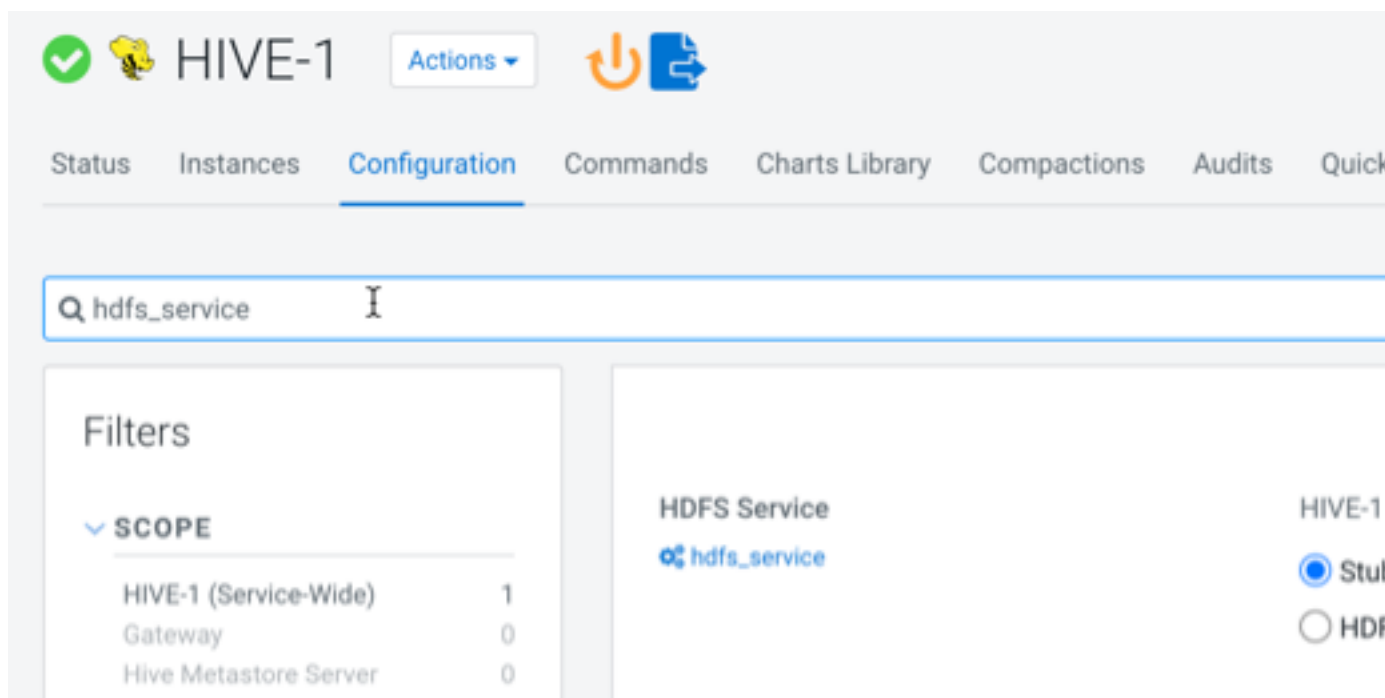 HIVE-1 Actions
Status Instances Configuration Commands Charts Library Compactions Audits Quick
hdfs_service
Filters
SCOPE
HIVE-1 (Service-Wide) 1
Gateway 0
Hive Metastore Server 0
HDFS Service
hdfs_service
HIVE-1